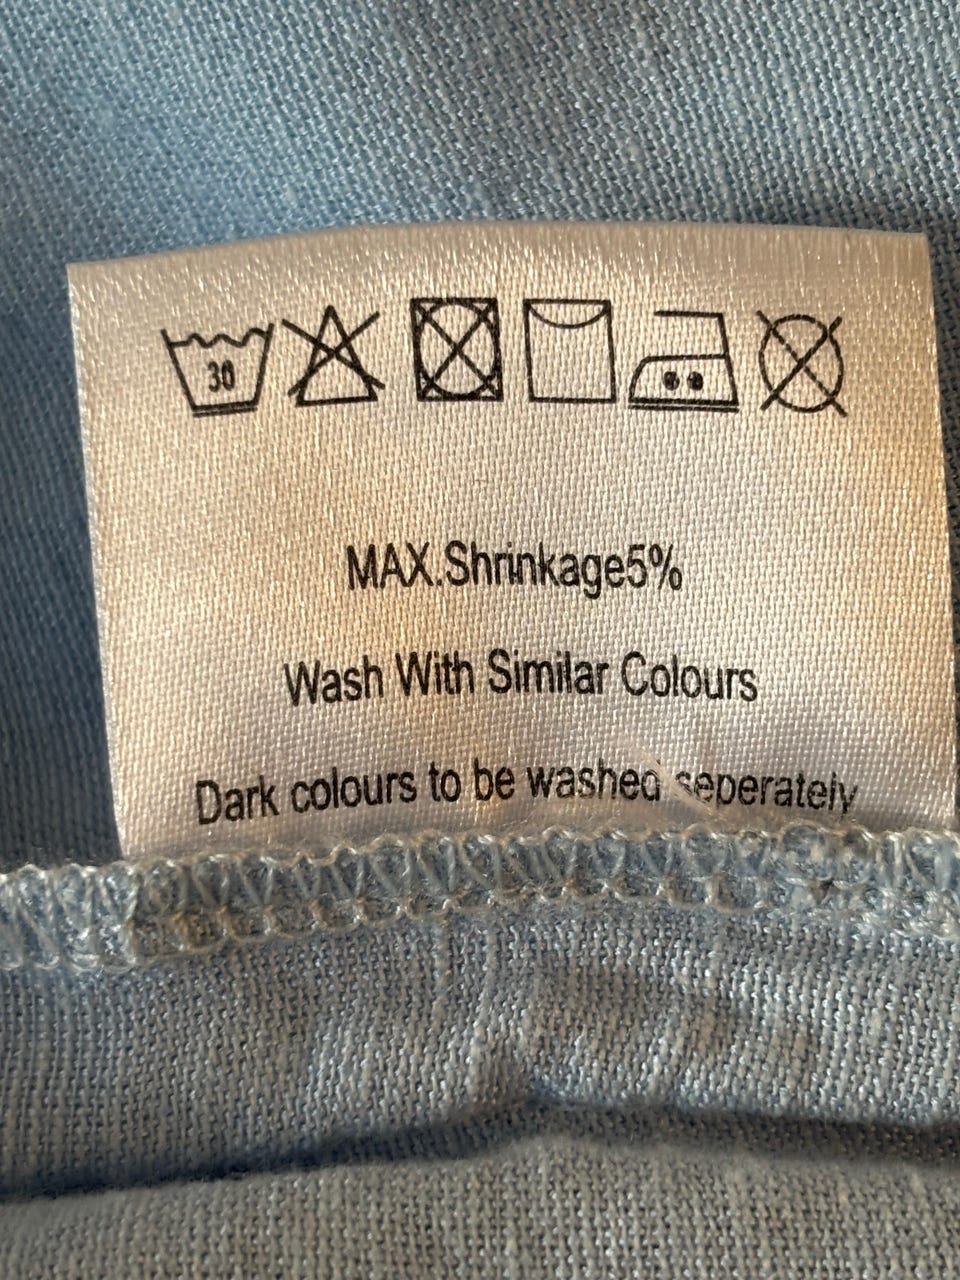 30
MAX.Shrinkage5%
Wash With Similar Colours
Dark colours to be washed seperately